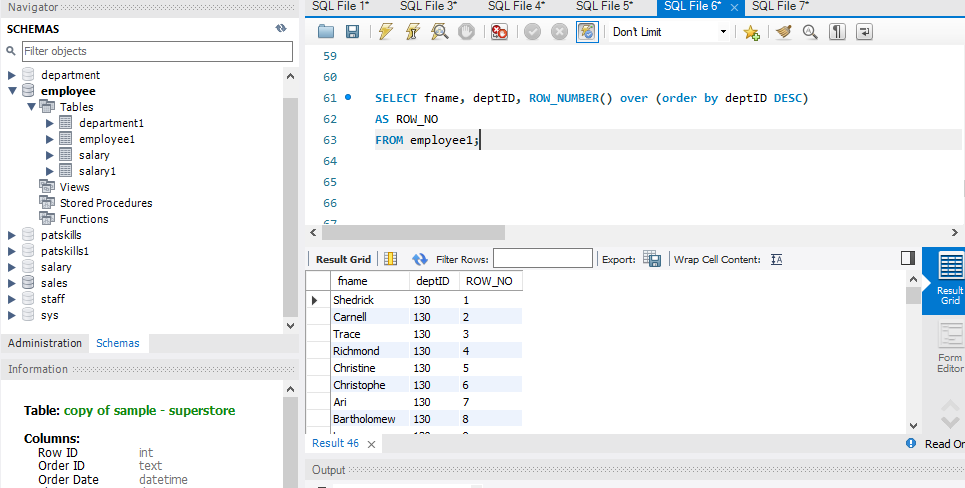 Navigator
SQL File 1* SQL File 3* SQL File 4* SQL File 5* SQL File 6* × SQL File 7*
SCHEMAS
Filter objects
Don't Limit
department
employee
Tables
department1
employee1
salary
salary1
Views
Stored Procedures
Functions
patskills
patskills1
salary
sales
staff
sys
Administration Schemas
Information
Table: copy of sample - superstore
Columns:
Row ID int
Order ID text
Order Date datetime
59
60
61 SELECT fname, deptID, ROW_NUMBER() over (order by deptID DESC)
62 AS ROW_NO
63 FROM employee1;
64
65
66
67
Result Grid Filter Rows: Export: Wrap Cell Content:
fname deptID ROW_NO
Shedrick 130 1
Carnell 130 2
Trace 130 3
Richmond 130 4
Christine 130 5
Christophe 130 6
Ari 130 7
Bartholomew 130 8
Result
Grid
Form
Editor
Result 46 ×
Read On
Output